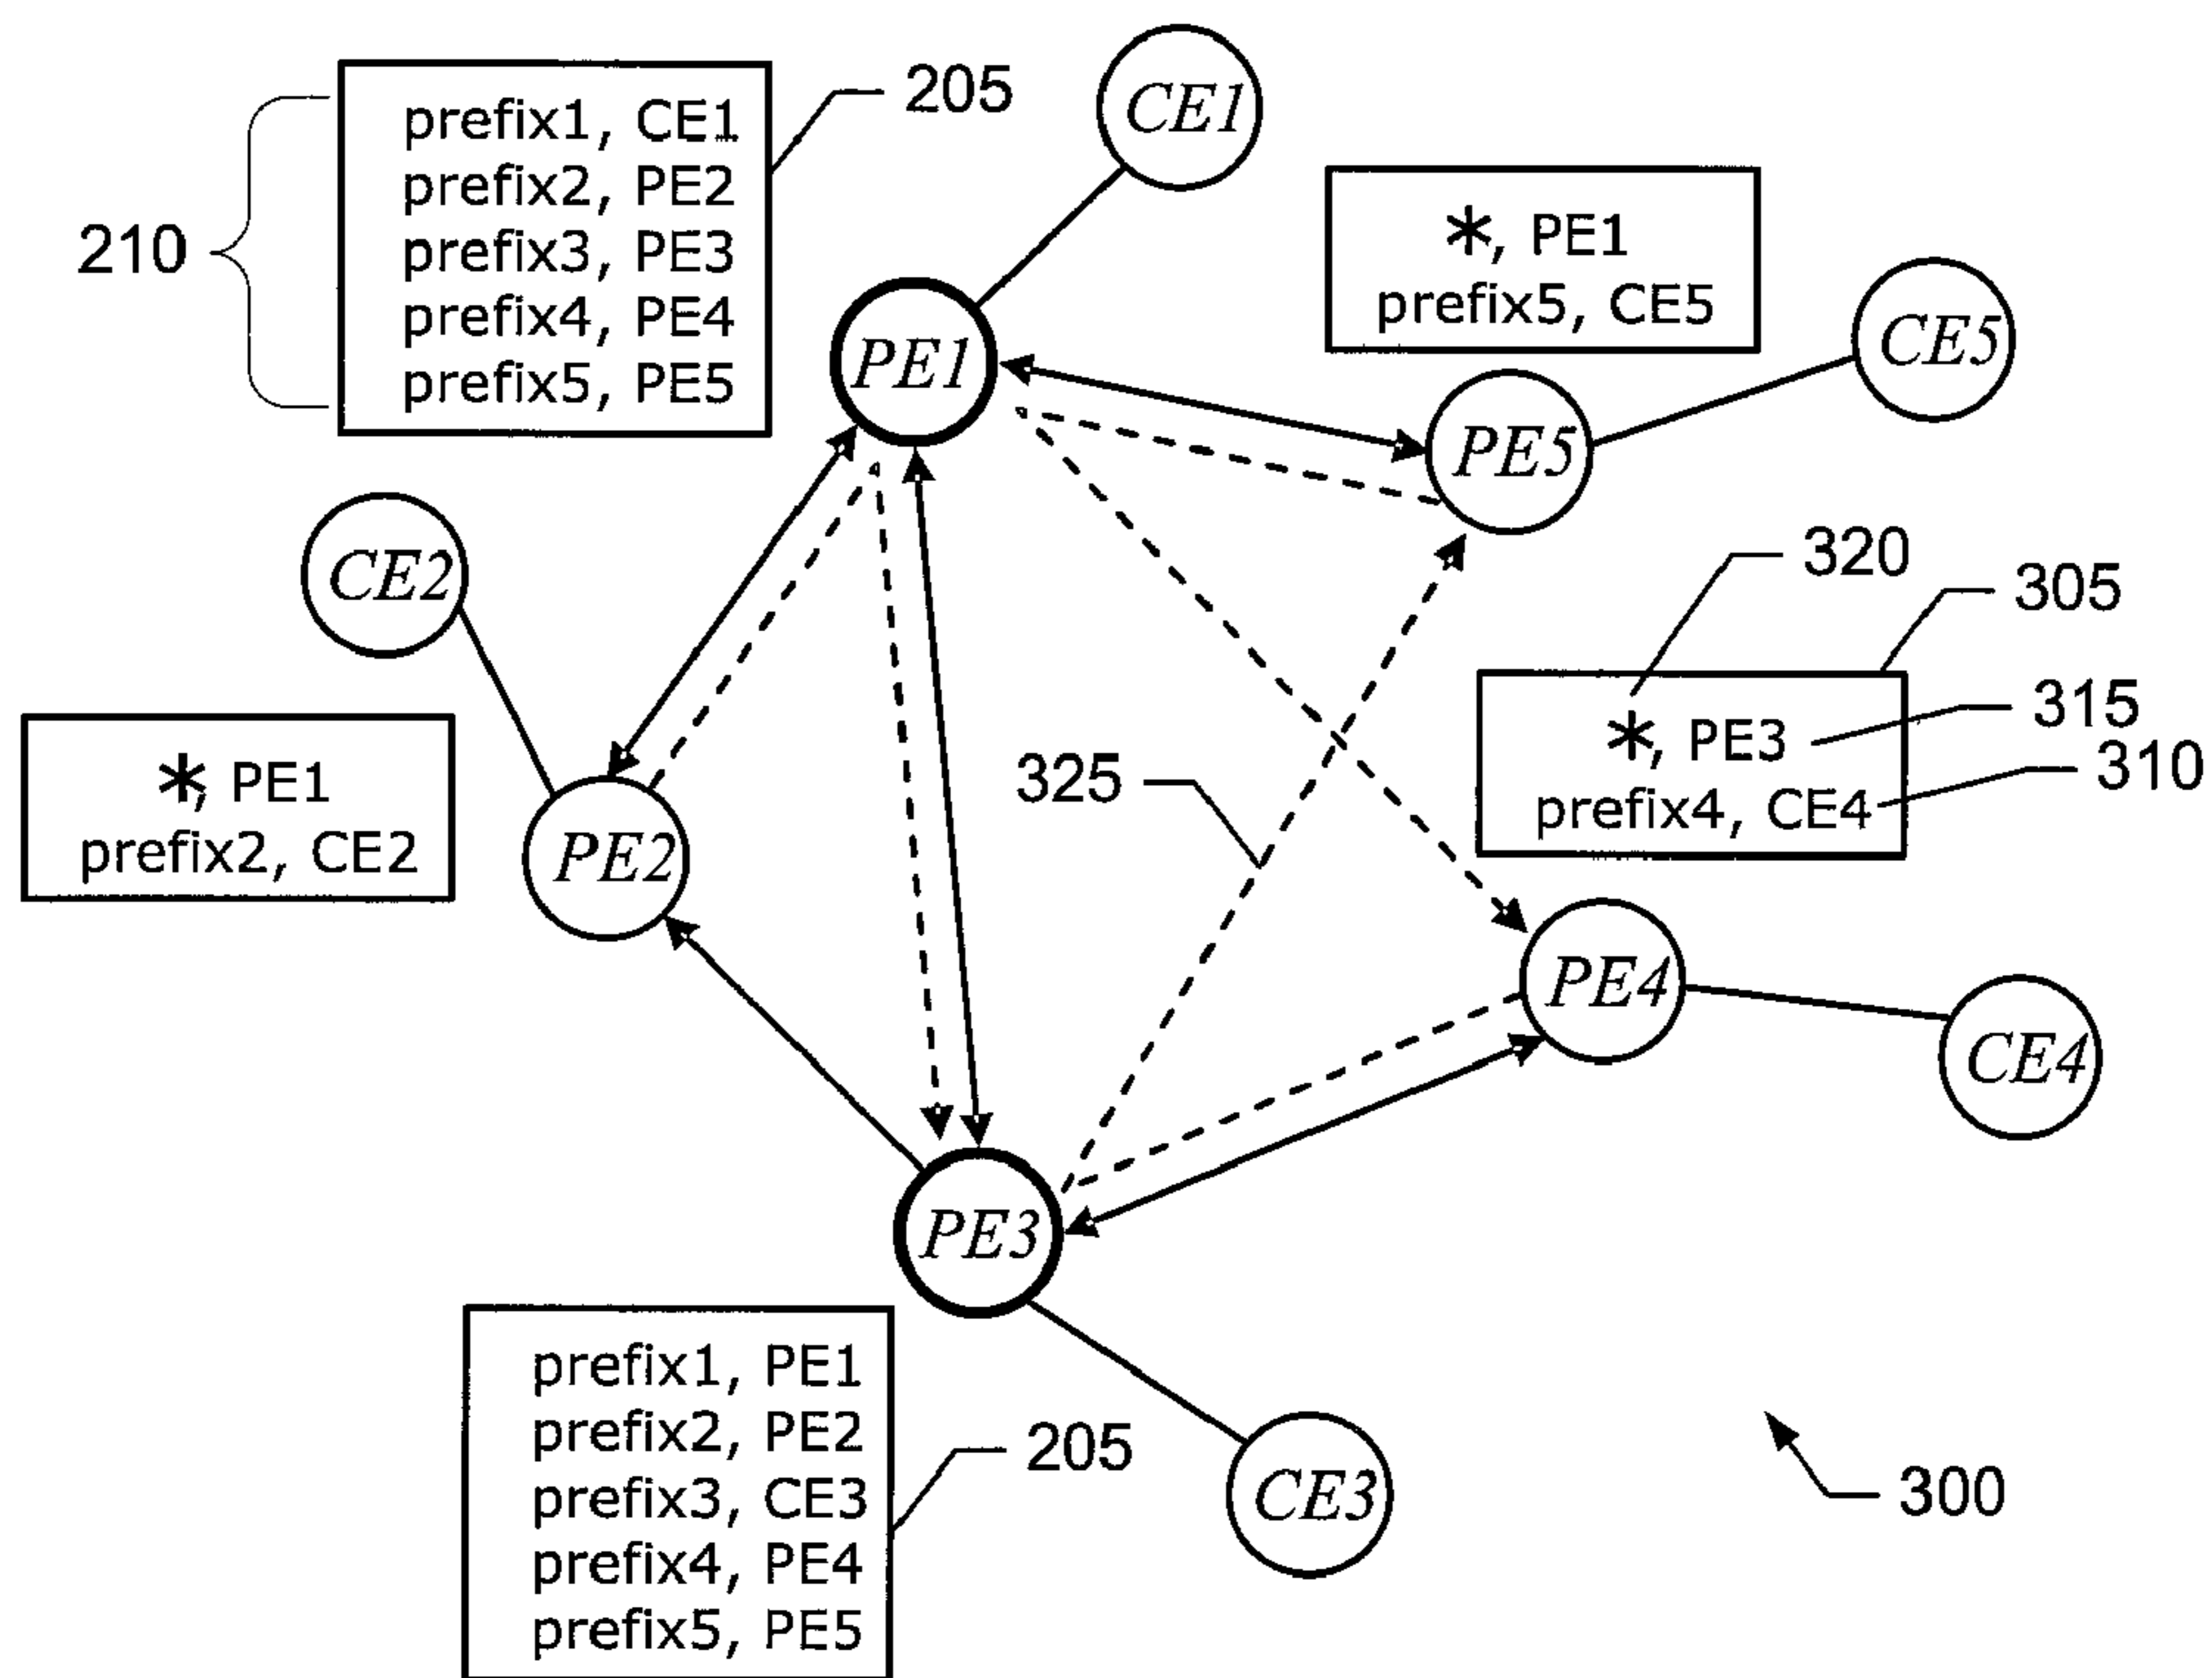 205
CE1
prefix1, CE1
prefix2, PE2
prefix3, PE3
prefix4, PE4
prefix5, PE5
210
*, PE1
prefix5, CE5
CE5
PE1
PE5
320
CE2
305
*, PE3
315
310
prefix4, CE4
325
*, PE1
prefix2, CE2
PE2
PE4
CE4
PE3
prefix1, PE1
prefix2, PE2
prefix3, CE3
prefix4, PE4
prefix5, PE5
205
CE3
300